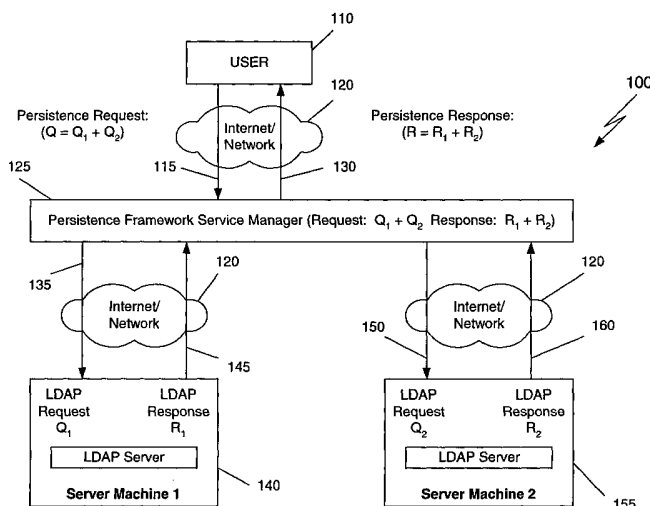 110
USER
120
100
Persistence Request:
(Q = Q₁ + Q₂)
Internet/
Network
Persistence Response:
(R = R₁ + R₂)
125
115
130
Persistence Framework Service Manager (Request: Q₁ + Q₂ Response: R₁ + R₂)
135
120
120
Internet/
Network
Internet/
Network
150
160
145
LDAP
Request
Q₁
LDAP
Response
R₁
LDAP Server
Server Machine 1
140
LDAP
Request
Q₂
LDAP
Response
R₂
LDAP Server
Server Machine 2
155